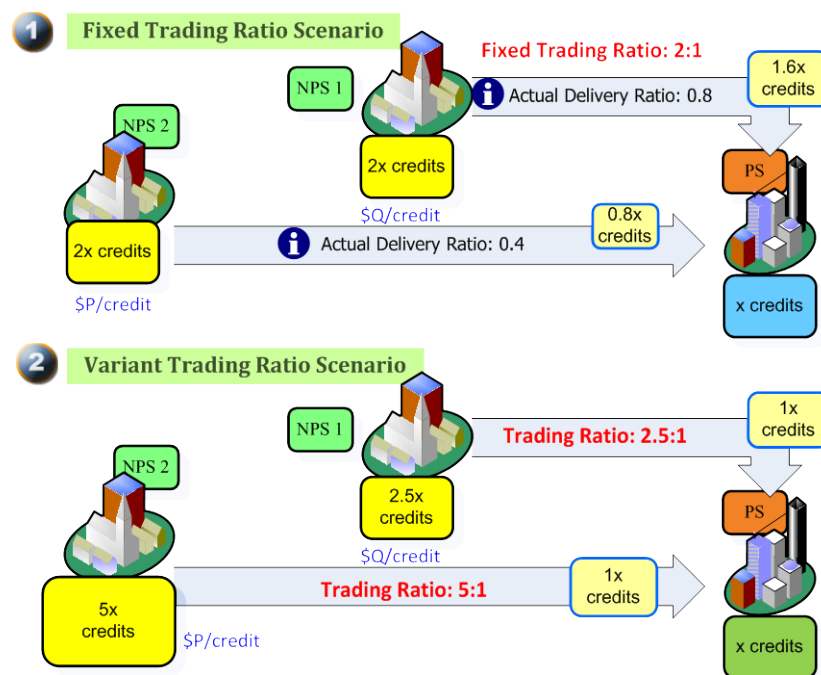 1 Fixed Trading Ratio Scenario
Fixed Trading Ratio: 2:1
NPS 1
i Actual Delivery Ratio: 0.8
1.6x
credits
NPS 2
2x credits
$Q/credit
PS
2x credits
i Actual Delivery Ratio: 0.4
0.8x
credits
$P/credit
x credits
2 Variant Trading Ratio Scenario
NPS 1
Trading Ratio: 2.5:1
1x
credits
NPS 2
2.5x
credits
$Q/credit
PS
5x
credits
Trading Ratio: 5:1
1x
credits
$P/credit
x credits